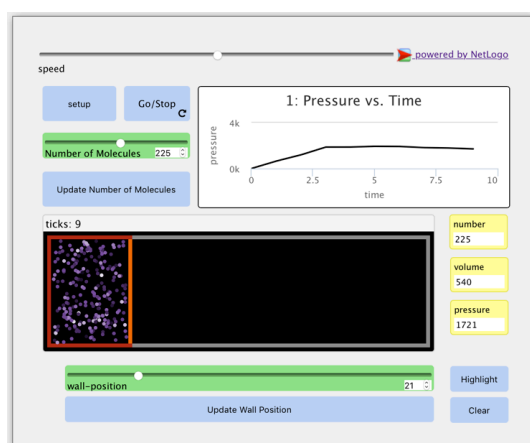 powered by NetLogo
speed
setup
Go/Stop
Number of Molecules 225
Update Number of Molecules
1: Pressure vs. Time
pressure
4k
0k
0 2.5 5 7.5 10
time
ticks: 9
number
225
volume
540
pressure
1721
wall-position 21
Update Wall Position
Highlight
Clear